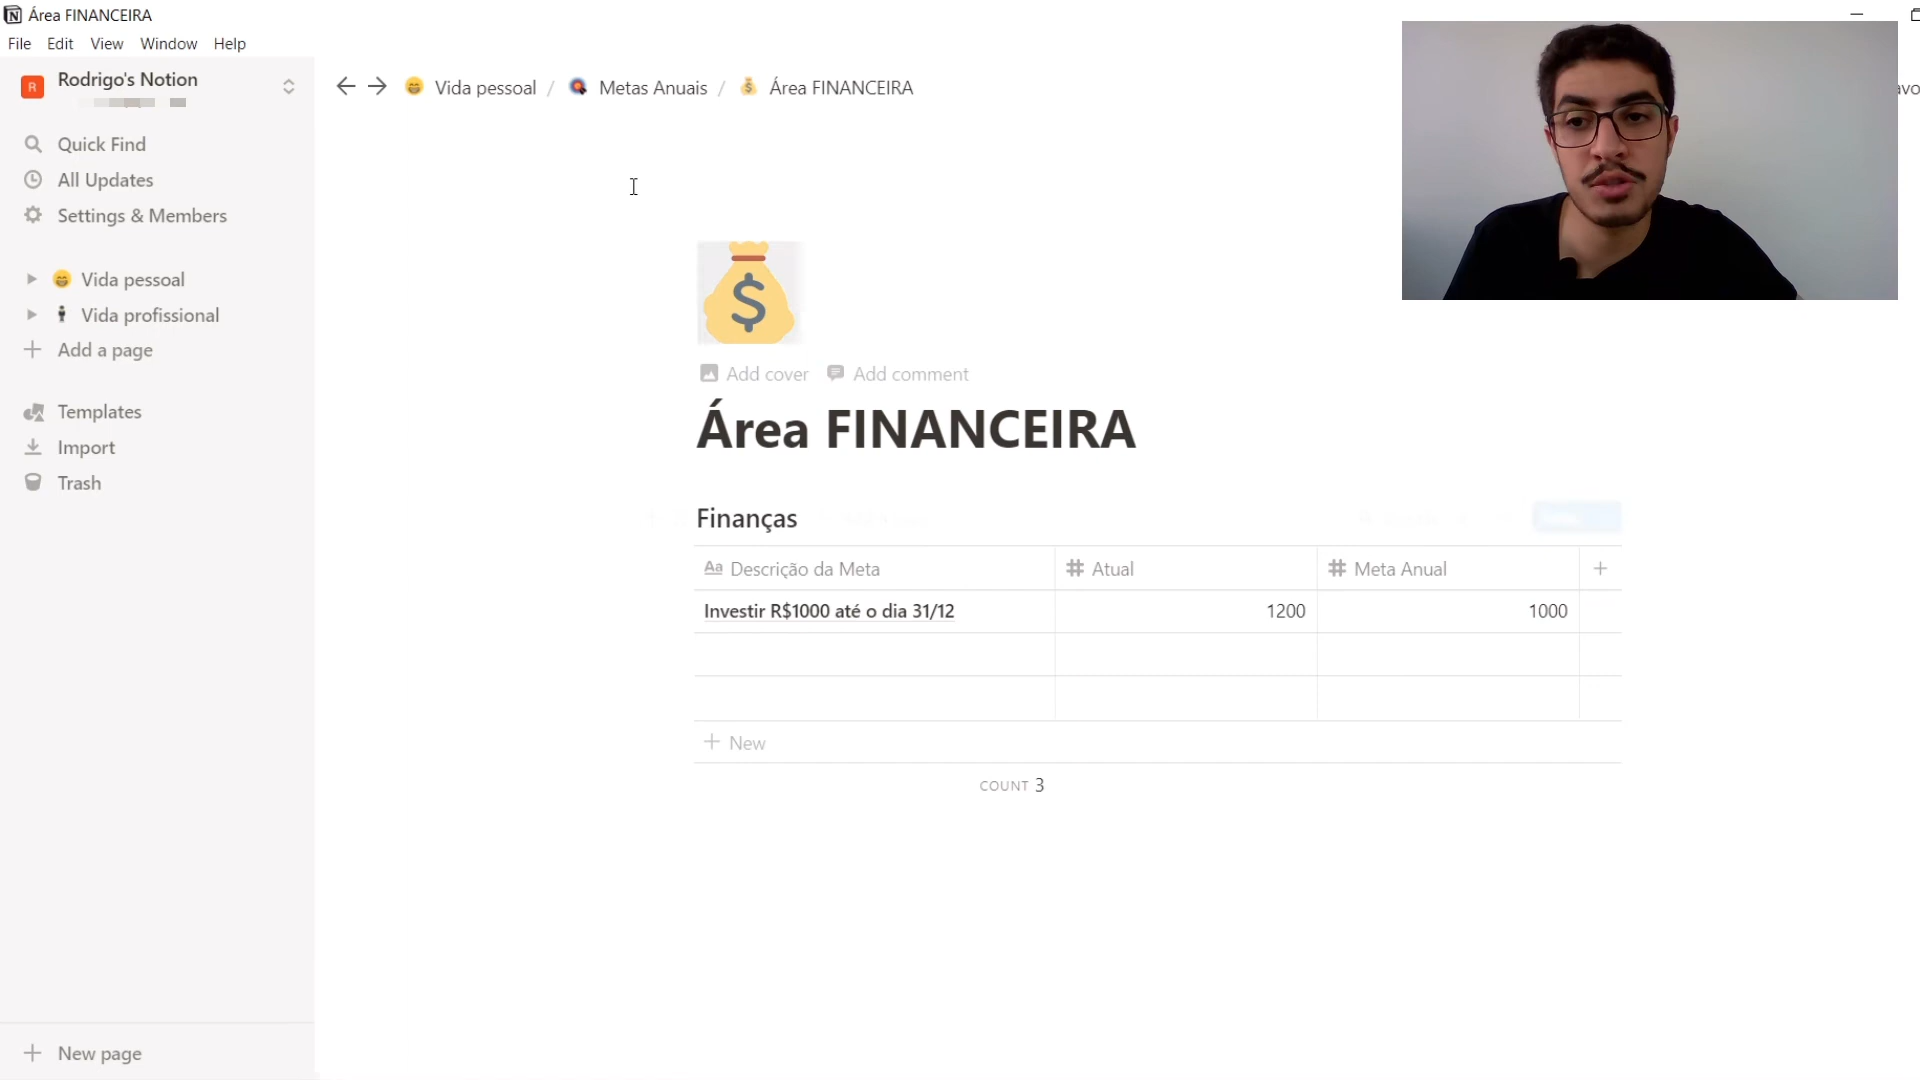 Área FINANCEIRA
File Edit View Window Help
R Rodrigo's Notion
Vida pessoal / Metas Anuais / Área FINANCEIRA
Quick Find
All Updates
Settings & Members
Vida pessoal
Vida profissional
Add a page
Templates
Import
Trash
New page
Add cover Add comment
Área FINANCEIRA
Finanças
Aa Descrição da Meta # Atual # Meta Anual +
Investir R$1000 até o dia 31/12 1200 1000
+ New
COUNT 3